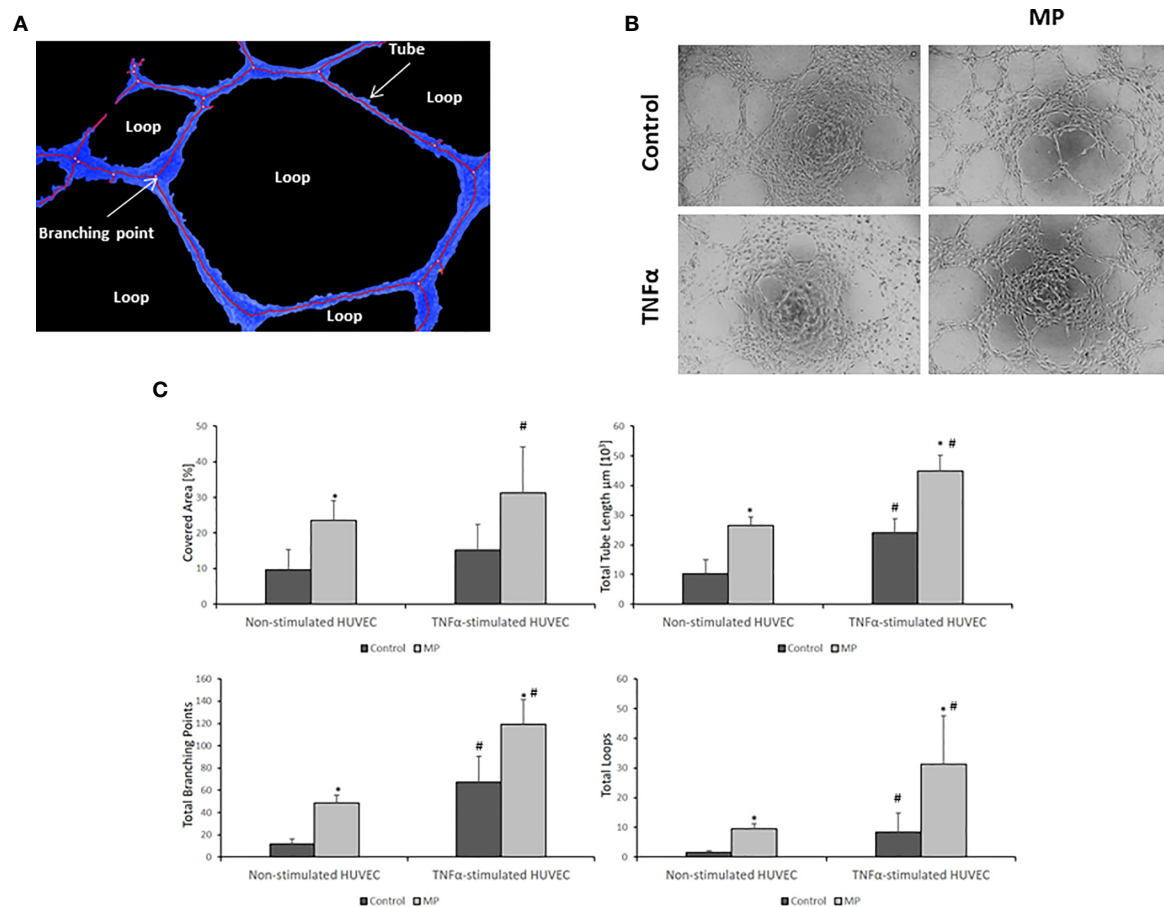 A
Tube
Loop
Loop
Loop
Branching point
Loop
Loop
B
MP
Control
TNFα
C
Covered Area [%]
50
40
30
20
10
0
*
#
Non-stimulated HUVEC
TNFα-stimulated HUVEC
Control MP
Total Tube Length µm [10³]
60
50
40
30
20
10
0
*
#
* #
Non-stimulated HUVEC
TNFα-stimulated HUVEC
Control MP
Total Branching Points
160
140
120
100
80
60
40
20
0
*
#
* #
Non-stimulated HUVEC
TNFα-stimulated HUVEC
Control MP
Total Loops
60
50
40
30
20
10
0
*
#
* #
Non-stimulated HUVEC
TNFα-stimulated HUVEC
Control MP